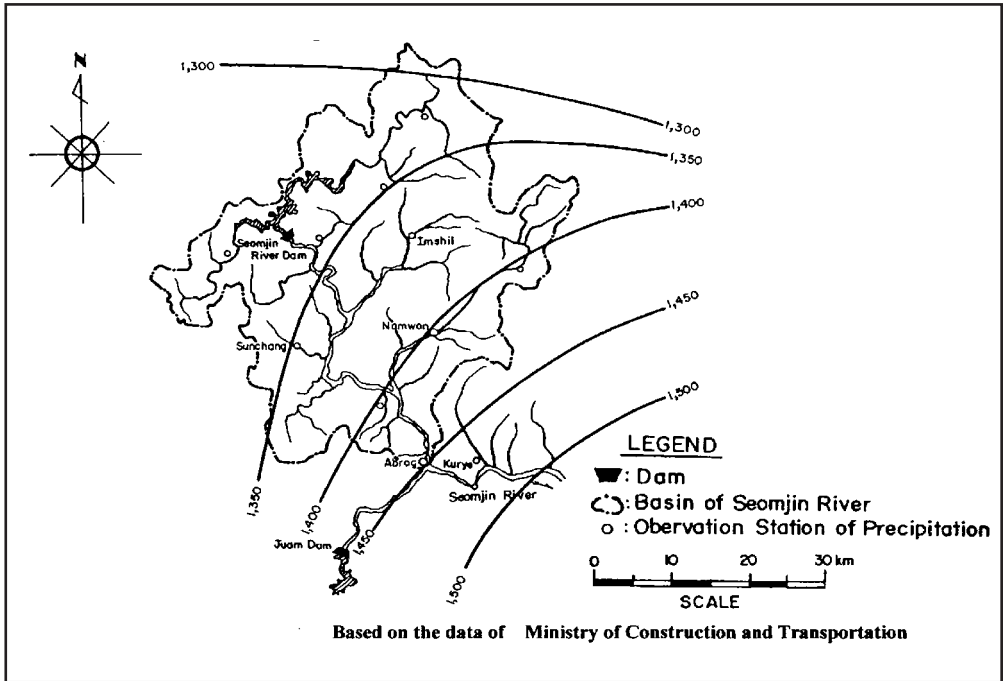 N
1,300
1,300
1,350
1,400
Seomjin
River Dam
Imshil
1,450
Namwon
Sunchang
1,500
LEGEND
Abrog
Kurye
: Dam
Seomjin River
: Basin of Seomjin River
1,350
1,400
: Obervation Station of Precipitation
Juam Dam
1,450
0 10 20 30 km
1,500
SCALE
Based on the data of Ministry of Construction and Transportation